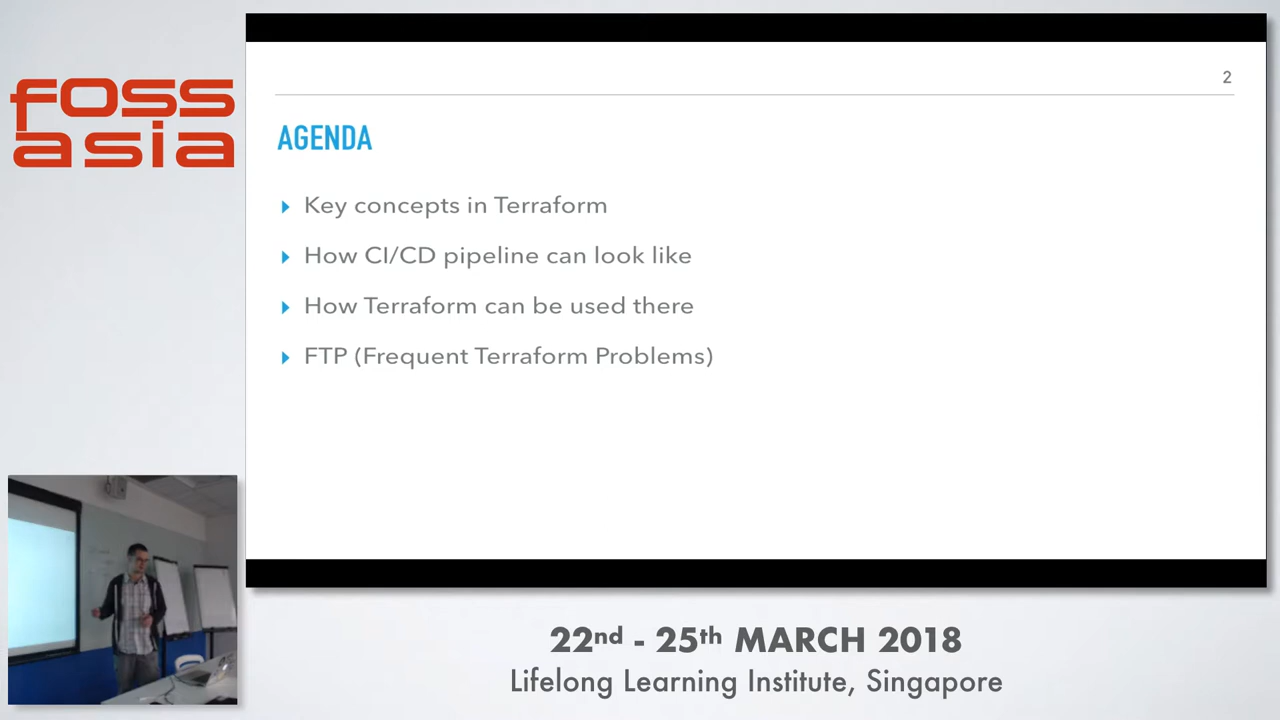 foss
asia
2
AGENDA
Key concepts in Terraform
How CI/CD pipeline can look like
How Terraform can be used there
FTP (Frequent Terraform Problems)
22nd - 25th MARCH 2018
Lifelong Learning Institute, Singapore